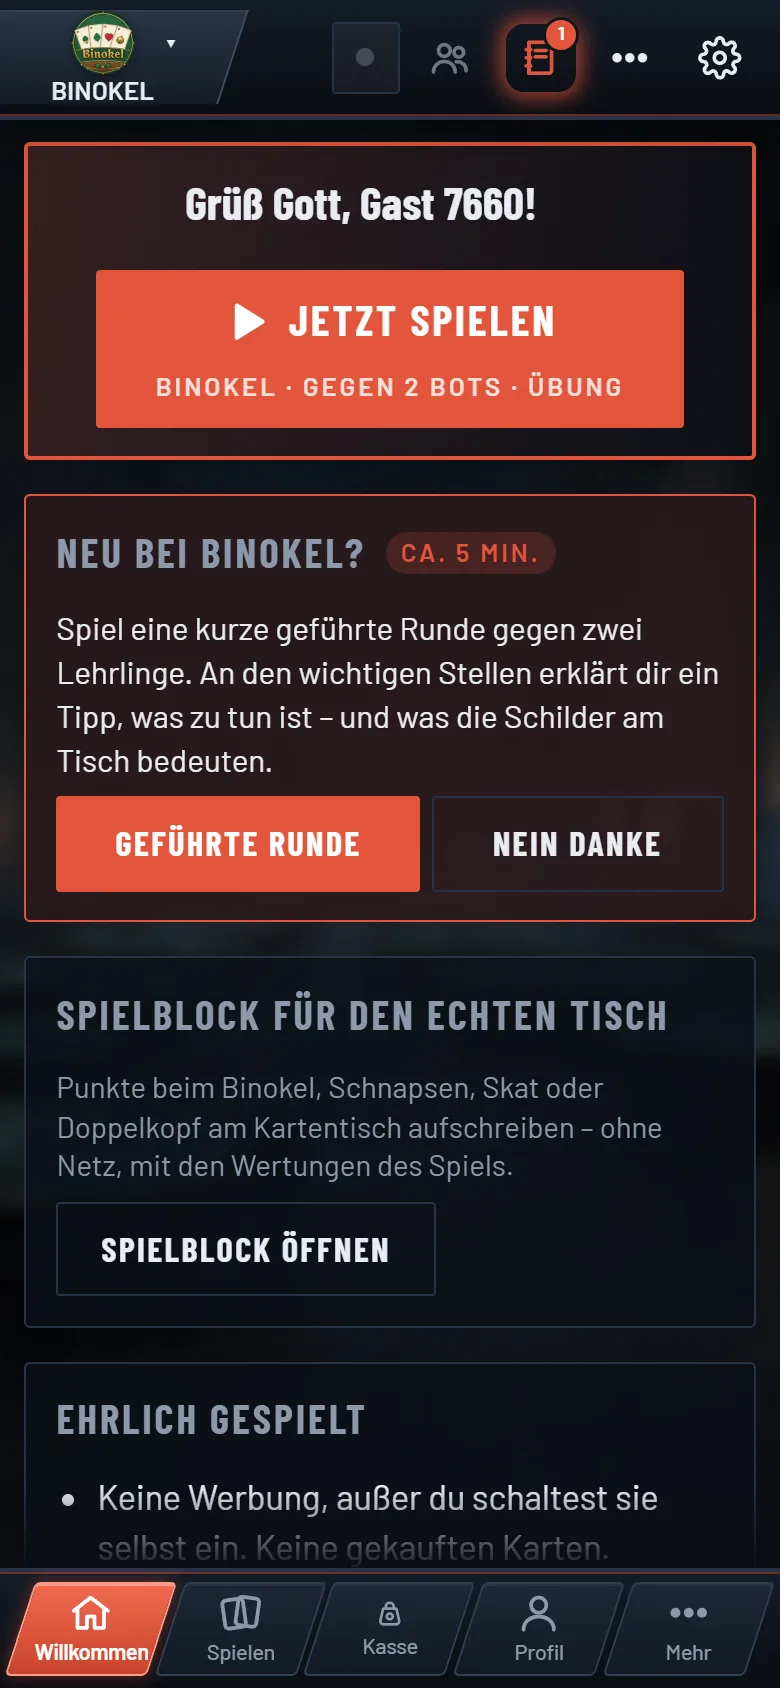 Binokel
BINOKEL
1
Grüß Gott, Gast 7660!
JETZT SPIELEN
BINOKEL · GEGEN 2 BOTS · ÜBUNG
NEU BEI BINOKEL?
CA. 5 MIN.
Spiel eine kurze geführte Runde gegen zwei
Lehrlinge. An den wichtigen Stellen erklärt dir ein
Tipp, was zu tun ist – und was die Schilder am
Tisch bedeuten.
GEFÜHRTE RUNDE
NEIN DANKE
SPIELBLOCK FÜR DEN ECHTEN TISCH
Punkte beim Binokel, Schnapsen, Skat oder
Doppelkopf am Kartentisch aufschreiben – ohne
Netz, mit den Wertungen des Spiels.
SPIELBLOCK ÖFFNEN
EHRLICH GESPIELT
• Keine Werbung, außer du schaltest sie
selbst ein. Keine gekauften Karten.
Willkommen
Spielen
Kasse
Profil
Mehr